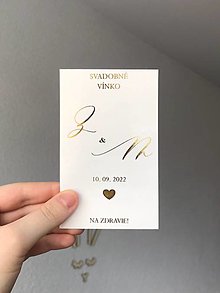 SVADOBNÉ
VÍNKO
Z
&
M
10. 09. 2022
NA ZDRAVIE!